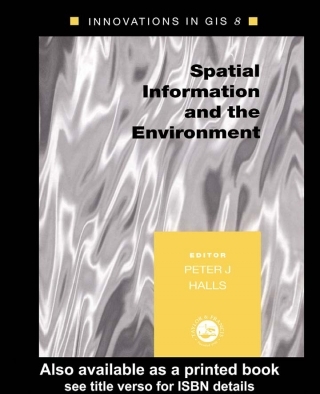 INNOVATIONS IN GIS 8
Spatial
Information
and the
Environment
EDITOR
PETER J
HALLS
Also available as a printed book
see title verso for ISBN details